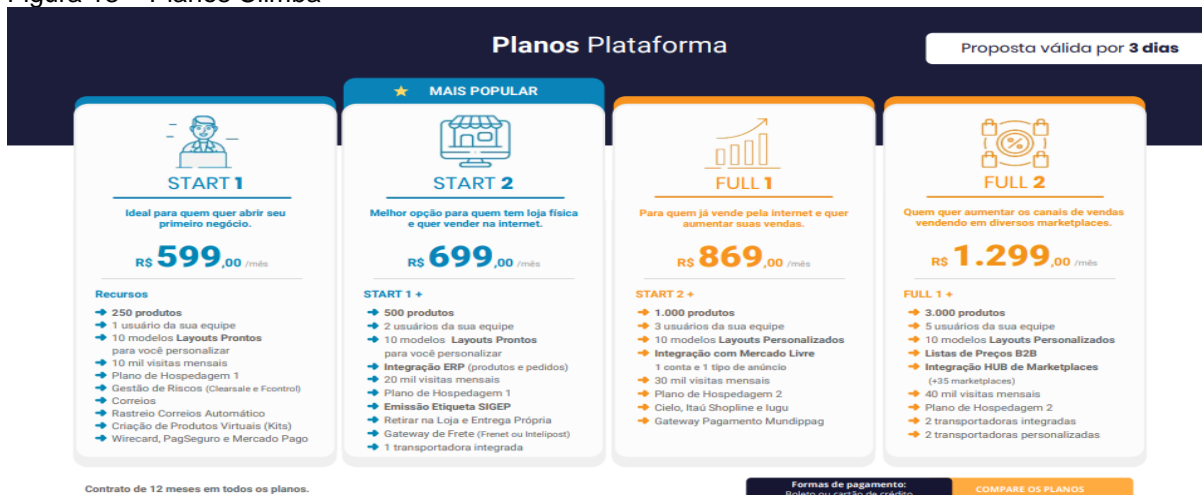 Planos Plataforma
Proposta válida por 3 dias
MAIS POPULAR
START 1
Ideal para quem quer abrir seu
primeiro negócio.
R$ 599,00 /mês
Recursos
250 produtos
1 usuário da sua equipe
10 modelos Layouts Prontos
para você personalizar
10 mil visitas mensais
Plano de Hospedagem 1
Gestão de Riscos (Clearsale e Fcontrol)
Correios
Rastreio Correios Automático
Criação de Produtos Virtuais (Kits)
Wirecard, PagSeguro e Mercado Pago
START 2
Melhor opção para quem tem loja física
e quer vender na internet.
R$ 699,00 /mês
START 1 +
500 produtos
2 usuários da sua equipe
10 modelos Layouts Prontos
para você personalizar
Integração ERP (produtos e pedidos)
20 mil visitas mensais
Plano de Hospedagem 1
Emissão Etiqueta SIGEP
Retirar na Loja e Entrega Própria
Gateway de Frete (Frenet ou Intelipost)
1 transportadora integrada
FULL 1
Para quem já vende pela internet e quer
aumentar suas vendas.
R$ 869,00 /mês
START 2 +
1.000 produtos
3 usuários da sua equipe
10 modelos Layouts Personalizados
Integração com Mercado Livre
1 conta e 1 tipo de anúncio
30 mil visitas mensais
Plano de Hospedagem 2
Cielo, Itaú Shopline e Iugu
Gateway Pagamento Mundippag
FULL 2
Quem quer aumentar os canais de vendas
vendendo em diversos marketplaces.
R$ 1.299,00 /mês
FULL 1 +
3.000 produtos
5 usuários da sua equipe
10 modelos Layouts Personalizados
Listas de Preços B2B
Integração HUB de Marketplaces
(+35 marketplaces)
40 mil visitas mensais
Plano de Hospedagem 2
2 transportadoras integradas
2 transportadoras personalizadas
Contrato de 12 meses em todos os planos.
Formas de pagamento:
Boleto ou cartão de crédito
COMPARE OS PLANOS